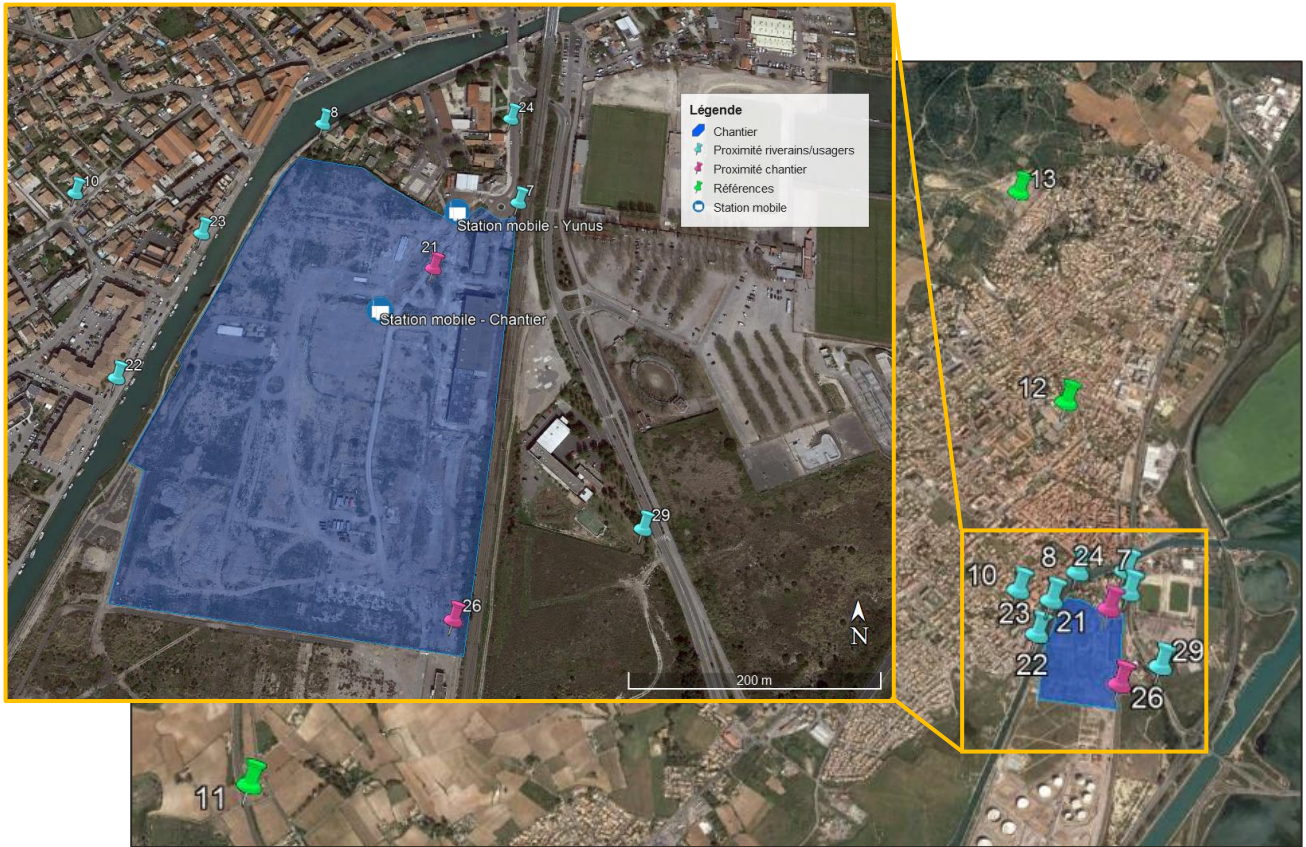 8
24
10
7
23
Station mobile - Yunus
21
Station mobile - Chantier
22
29
26
N
200 m
Légende
Chantier
Proximité riverains/usagers
Proximité chantier
Références
Station mobile
13
12
8
24
7
10
23
21
22
29
26
11